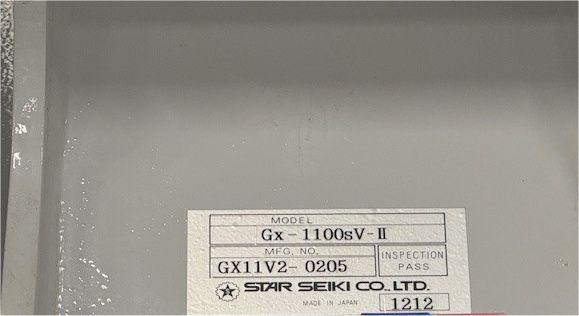 MODEL
Gx-1100sV-Ⅱ
MFG. NO.
GX11V2-0205
INSPECTION
PASS
STAR SEIKI CO.,LTD.
MADE IN JAPAN
1212